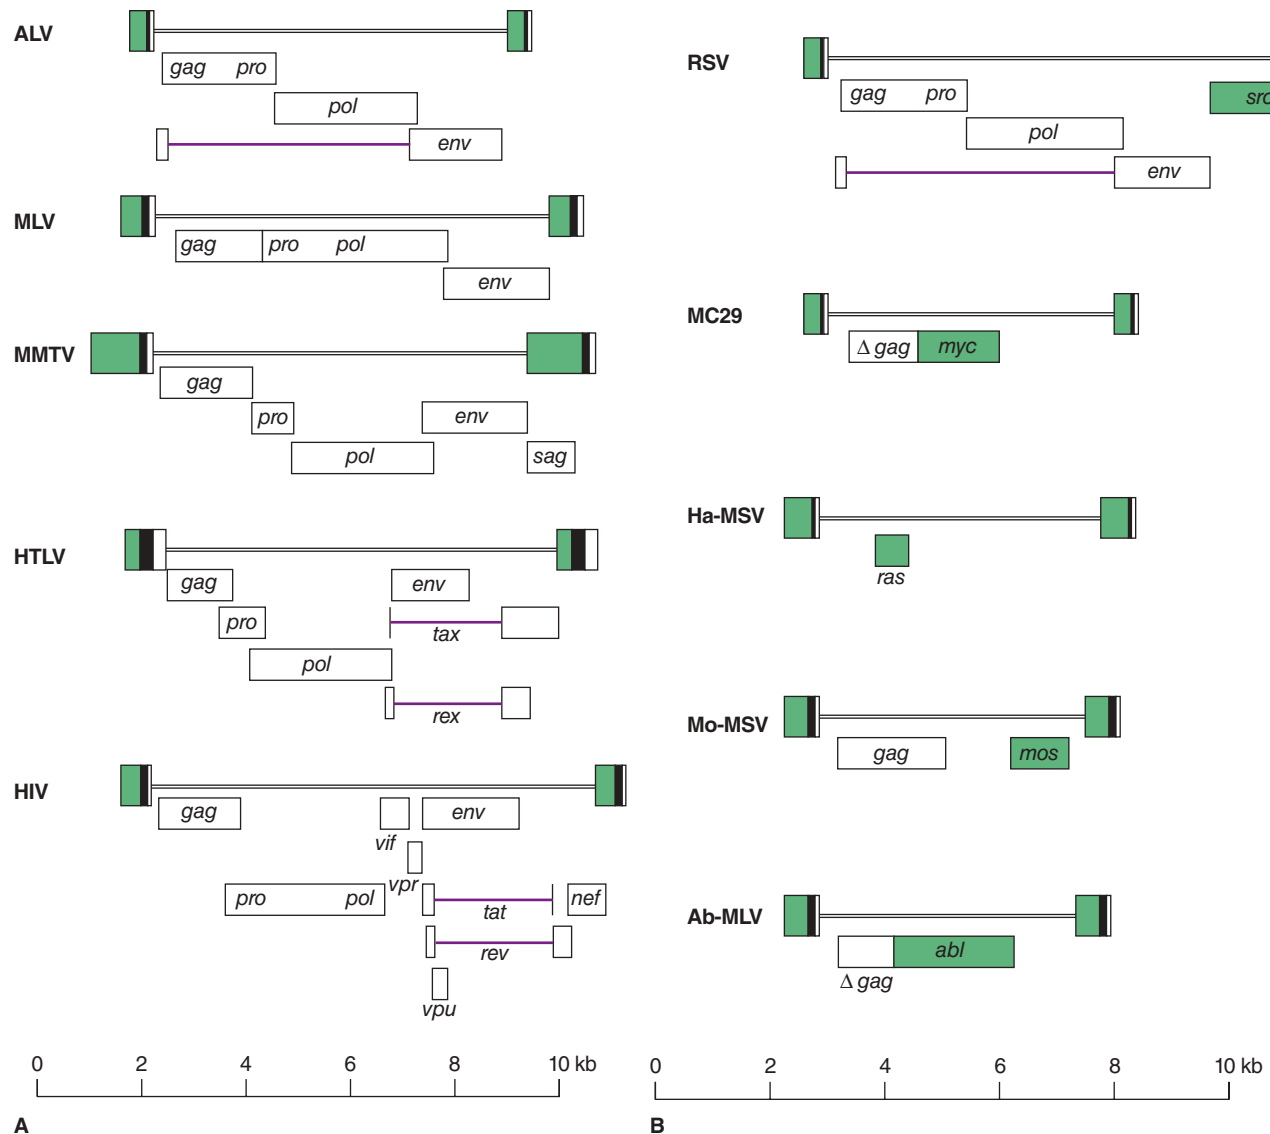 ALV
gag pro
pol
env
MLV
gag pro pol
env
MMTV
gag
pro env
pol sag
HTLV
gag env
pro
tax
pol
rex
HIV
gag env
vif
vpr
pro pol nef
tat
rev
vpu
0 2 4 6 8 10 kb
A
RSV
gag pro
pol
env
MC29
Δ gag myc
Ha-MSV
ras
Mo-MSV
gag mos
Ab-MLV
abl
Δ gag
0 2 4 6 8 10 kb
B